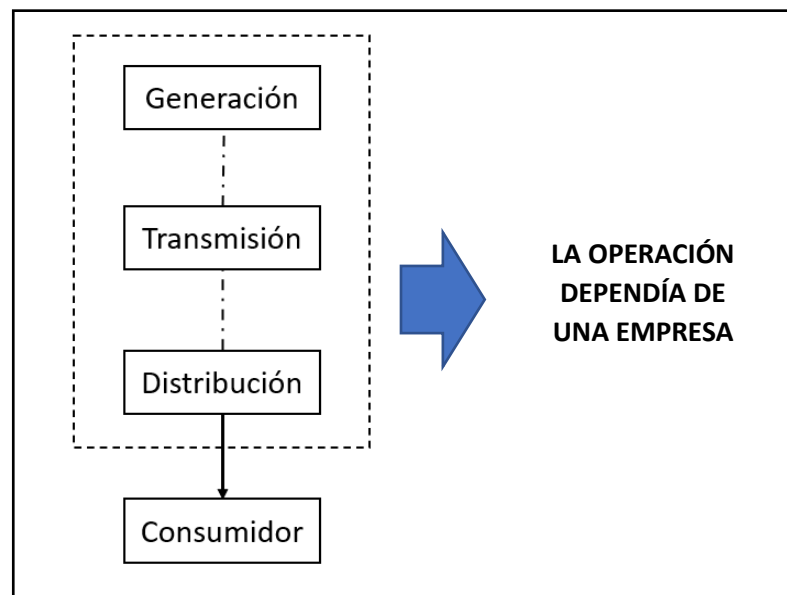 Generación
Transmisión
LA OPERACIÓN
DEPENDÍA DE
UNA EMPRESA
Distribución
Consumidor